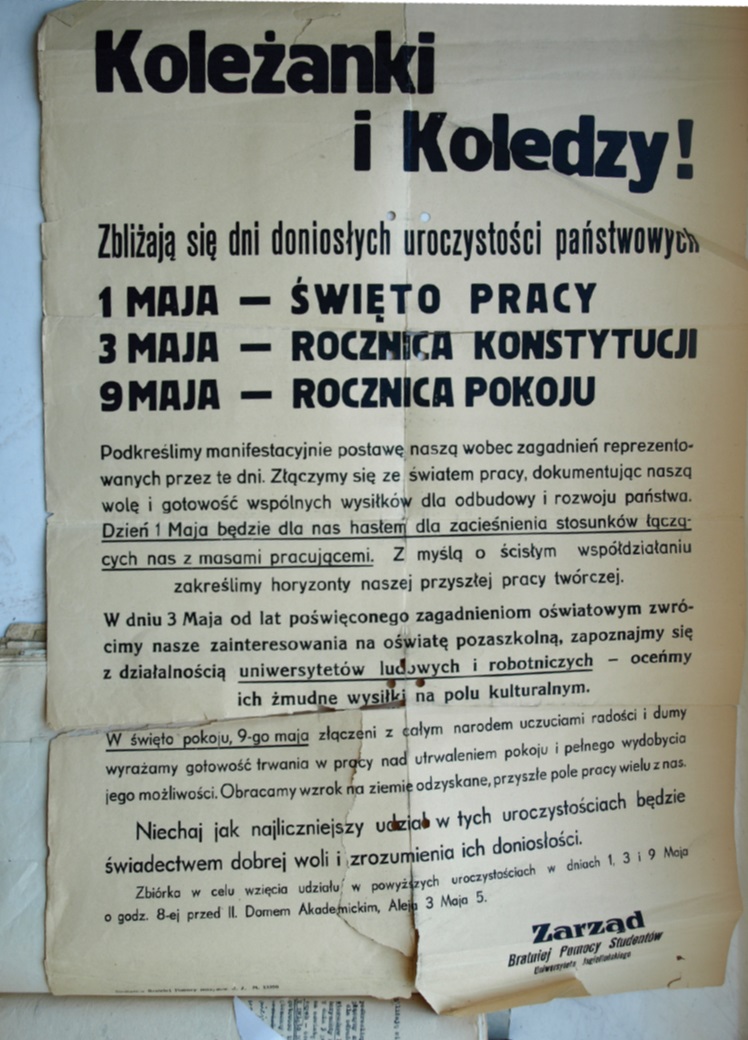 Koleżanki
i Koledzy!
Zbliżają się dni doniosłych uroczystości państwowych
1 MAJA — ŚWIĘTO PRACY
3 MAJA — ROCZNICA KONSTYTUCJI
9 MAJA — ROCZNICA POKOJU
Podkreślimy manifestacyjnie postawę naszą wobec zagadnień reprezento-
wanych przez te dni. Złączymy się ze światem pracy, dokumentując naszą
wolę i gotowość wspólnych wysiłków dla odbudowy i rozwoju państwa.
Dzień 1 Maja będzie dla nas hasłem dla zacieśnienia stosunków łączą-
cych nas z masami pracującemi. Z myślą o ścisłym współdziałaniu
zakreślimy horyzonty naszej przyszłej pracy twórczej.
W dniu 3 Maja od lat poświęconego zagadnieniom oświatowym zwró-
cimy nasze zainteresowania na oświatę pozaszkolną, zapoznajmy się
z działalnością uniwersytetów ludowych i robotniczych – oceńmy
ich żmudne wysiłki na polu kulturalnym.
W święto pokoju, 9-go maja złączeni z całym narodem uczuciami radości i dumy
wyrażamy gotowość trwania w pracy nad utrwaleniem pokoju i pełnego wydobycia
jego możliwości. Obracamy wzrok na ziemie odzyskane, przyszłe pole pracy wielu z nas.
Niechaj jak najliczniejszy udział w tych uroczystościach będzie
świadectwem dobrej woli i zrozumienia ich doniosłości.
Zbiórka w celu wzięcia udziału w powyższych uroczystościach w dniach 1, 3 i 9 Maja
o godz. 8-ej przed II. Domem Akademickim, Aleja 3 Maja 5.
Zarząd
Bratniej Pomocy Studentów
Uniwersytetu Jagiellońskiego